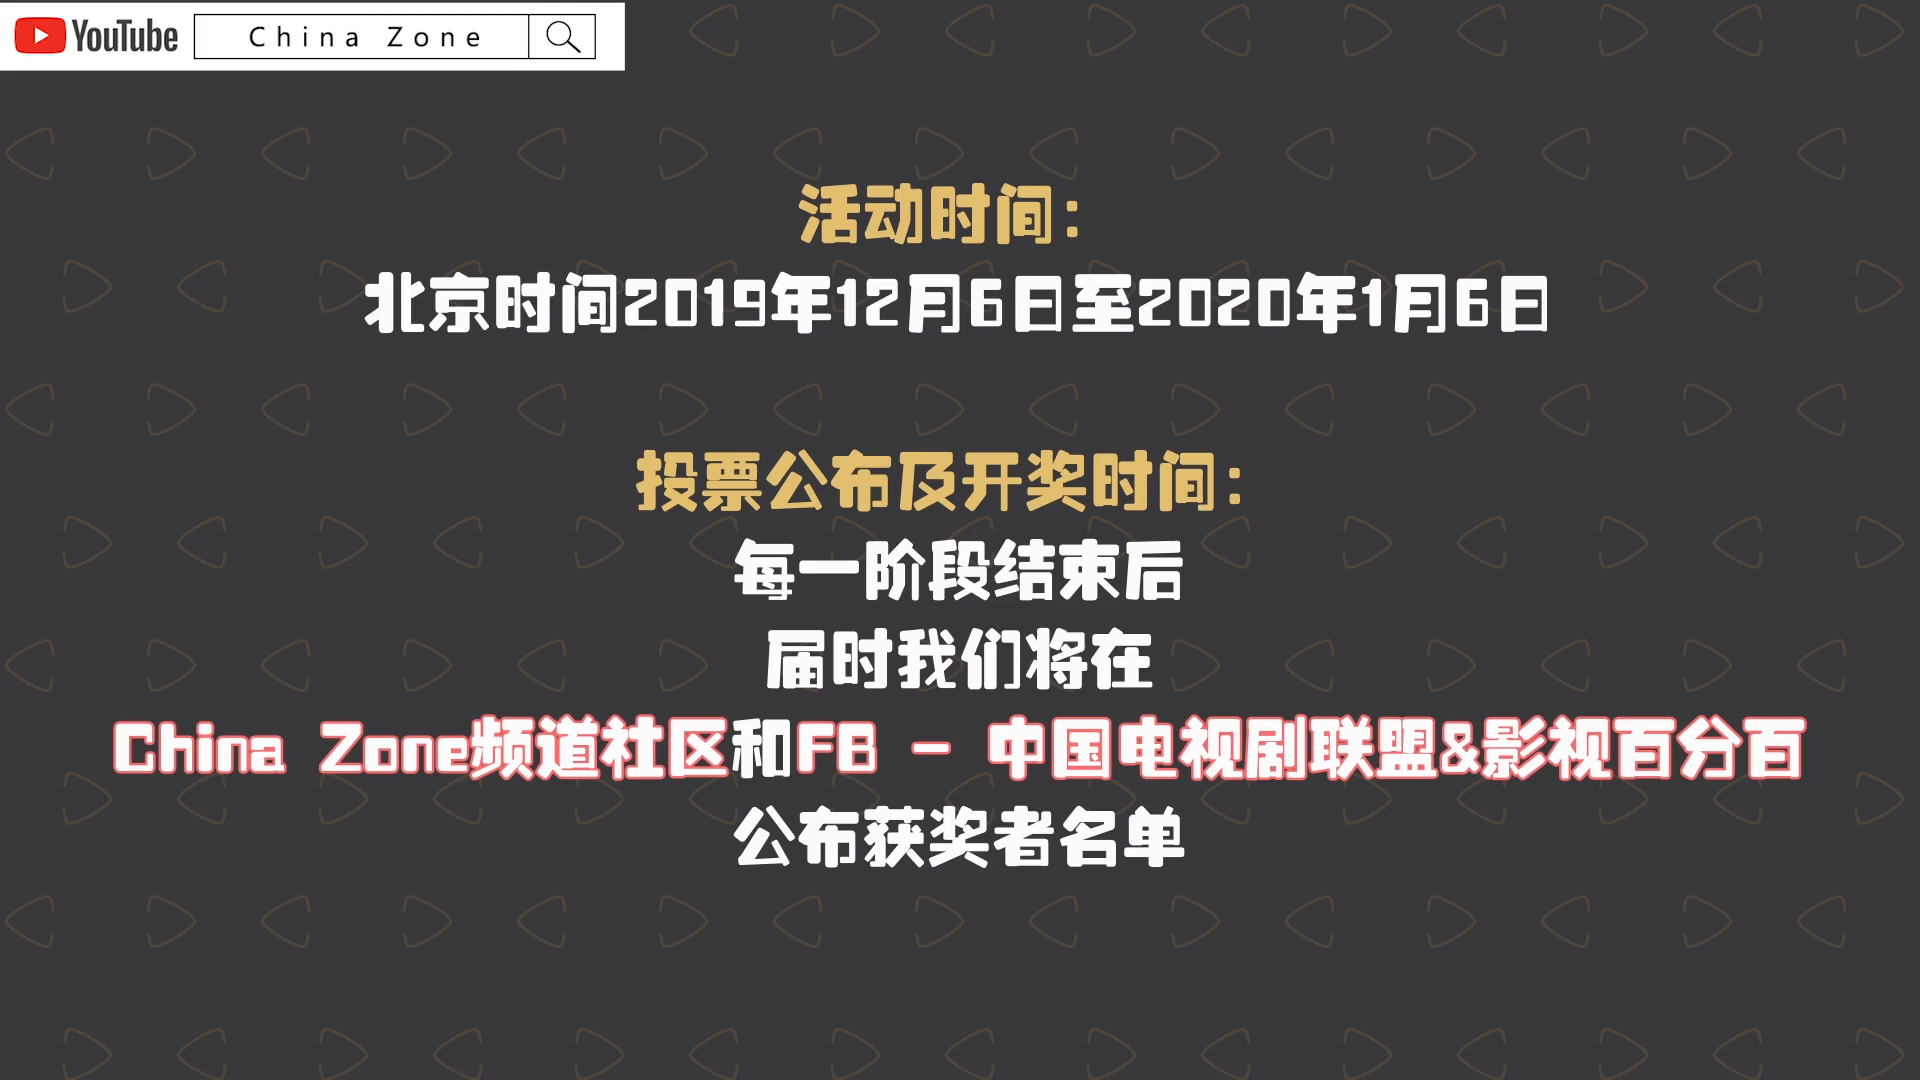 YouTube China Zone
活动时间：
北京时间2019年12月6日至2020年1月6日
投票公布及开奖时间：
每一阶段结束后
届时我们将在
China Zone频道社区和FB - 中国电视剧联盟&影视百分百
公布获奖者名单